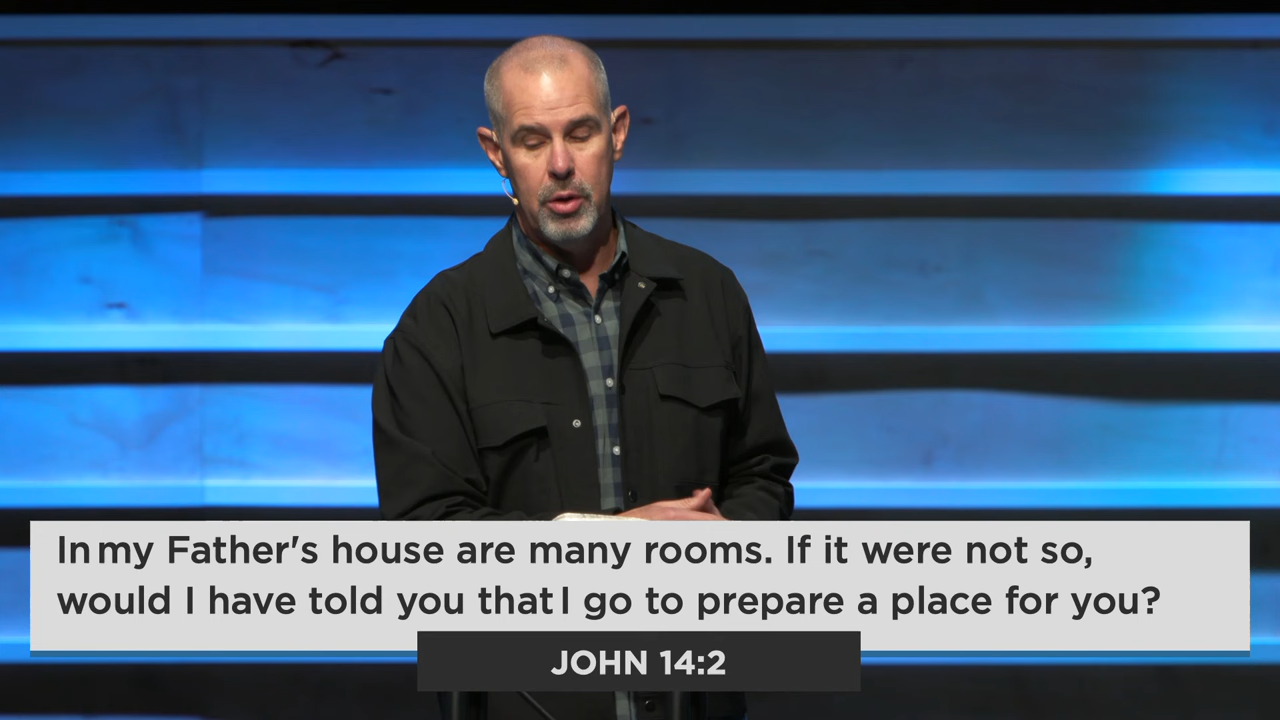 In my Father's house are many rooms. If it were not so,
would I have told you that I go to prepare a place for you?
JOHN 14:2